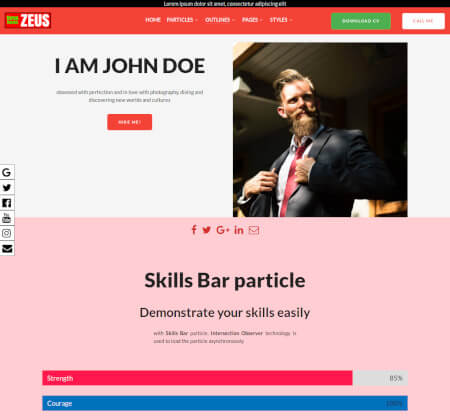 Lorem ipsum dolor sit amet, consectetur adipiscing elit
ZEUS
HOME PARTICLES OUTLINES PAGES STYLES
DOWNLOAD CV
CALL ME
I AM JOHN DOE
obsessed with perfection and in love with photography, diving and
discovering new worlds and cultures
HIRE ME!
Skills Bar particle
Demonstrate your skills easily
with Skills Bar particle. Intersection Observer technology is
used to load the particle asynchronously
Strength 85%
Courage 100%